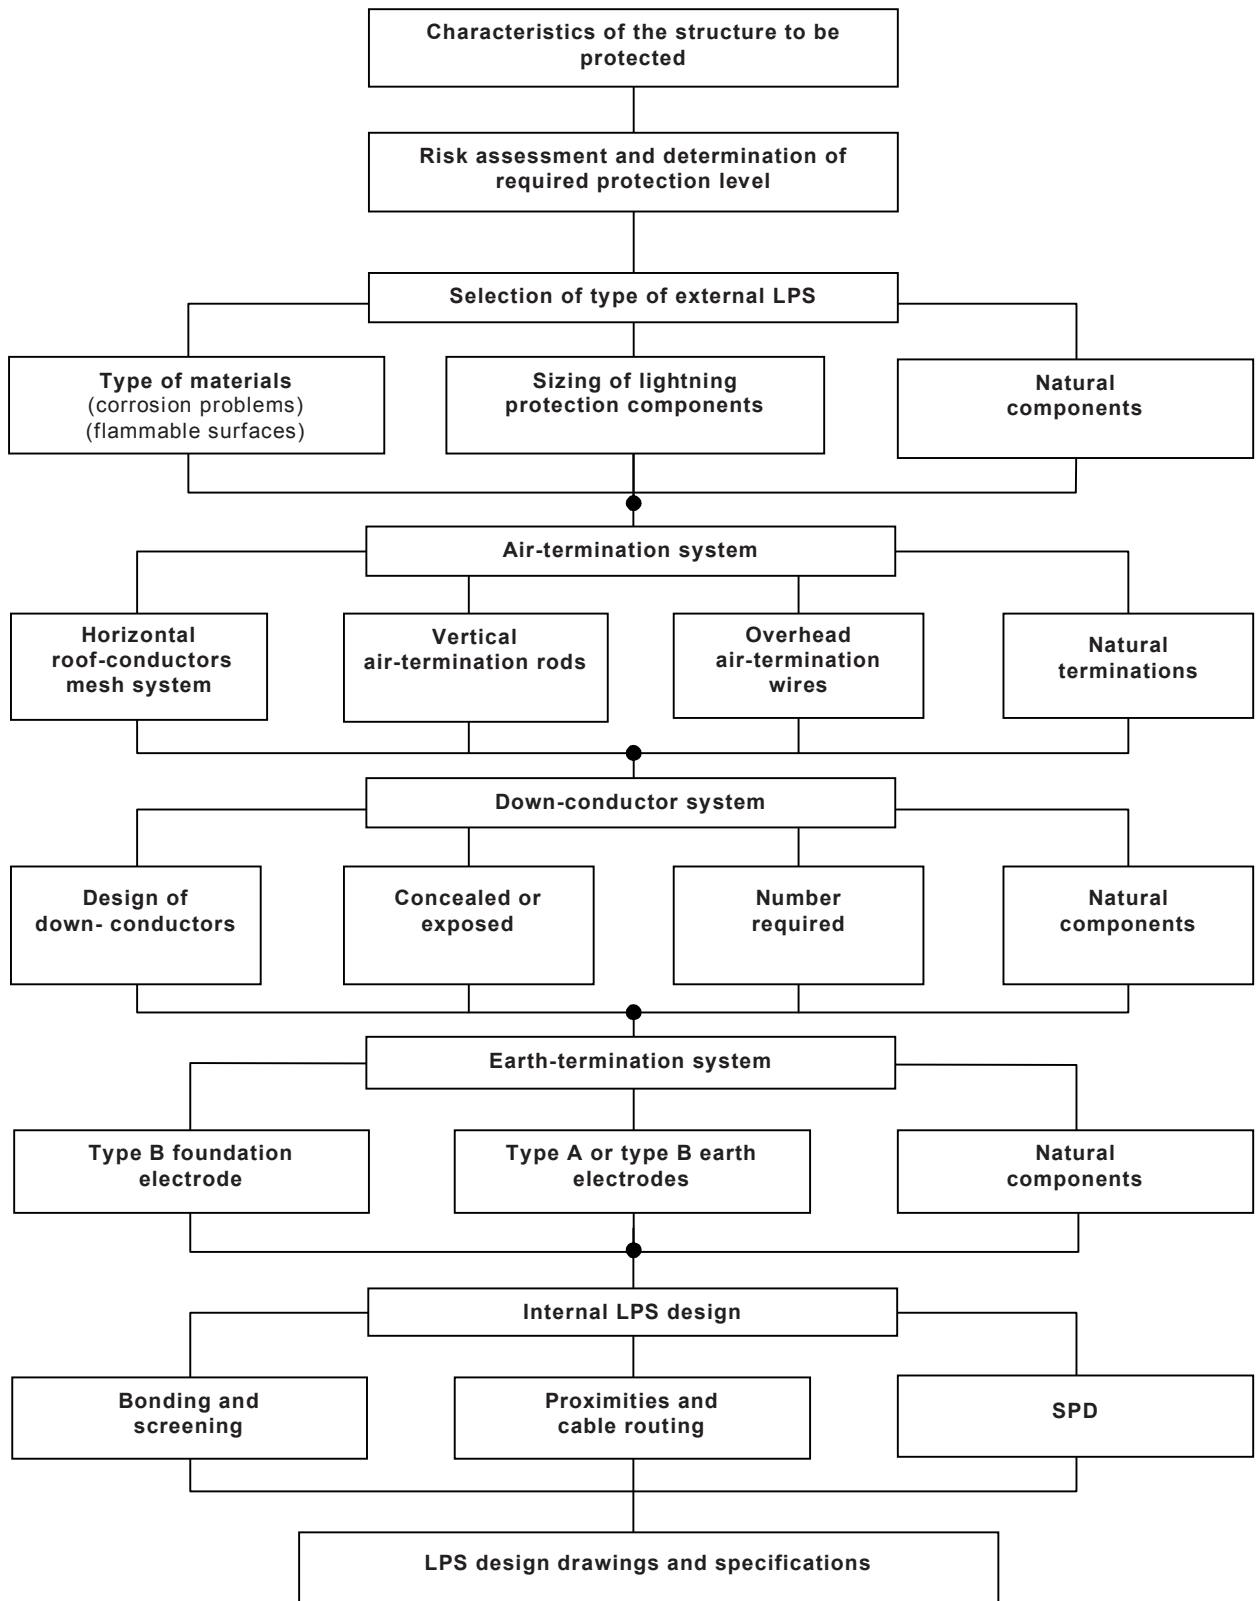 Characteristics of the structure to be
protected
Risk assessment and determination of
required protection level
Selection of type of external LPS
Type of materials
(corrosion problems)
(flammable surfaces)
Sizing of lightning
protection components
Natural
components
Air-termination system
Horizontal
roof-conductors
mesh system
Vertical
air-termination rods
Overhead
air-termination
wires
Natural
terminations
Down-conductor system
Design of
down- conductors
Concealed or
exposed
Number
required
Natural
components
Earth-termination system
Type B foundation
electrode
Type A or type B earth
electrodes
Natural
components
Internal LPS design
Bonding and
screening
Proximities and
cable routing
SPD
LPS design drawings and specifications